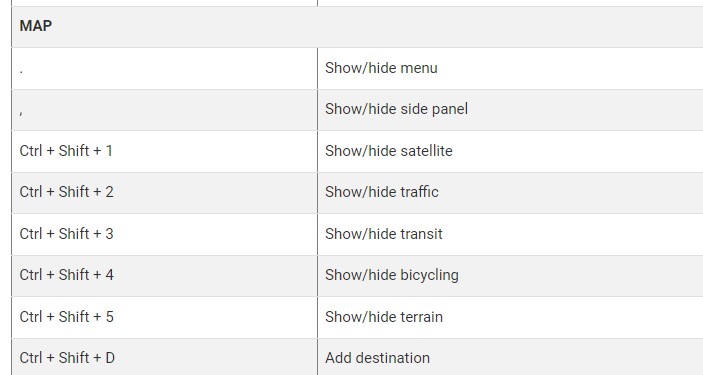 MAP
. Show/hide menu
, Show/hide side panel
Ctrl + Shift + 1 Show/hide satellite
Ctrl + Shift + 2 Show/hide traffic
Ctrl + Shift + 3 Show/hide transit
Ctrl + Shift + 4 Show/hide bicycling
Ctrl + Shift + 5 Show/hide terrain
Ctrl + Shift + D Add destination